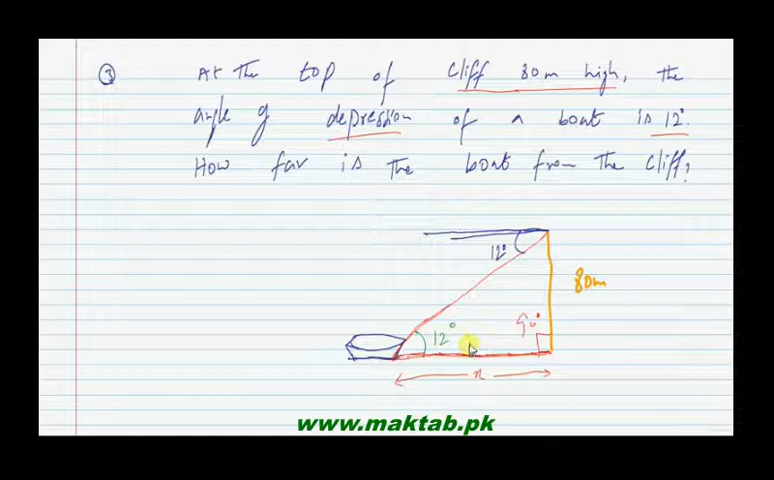 ③ At the top of cliff 80m high, the
angle of depression of a boat is 12°.
How far is the boat from the cliff?
12°
80m
12°
90°
x
www.maktab.pk